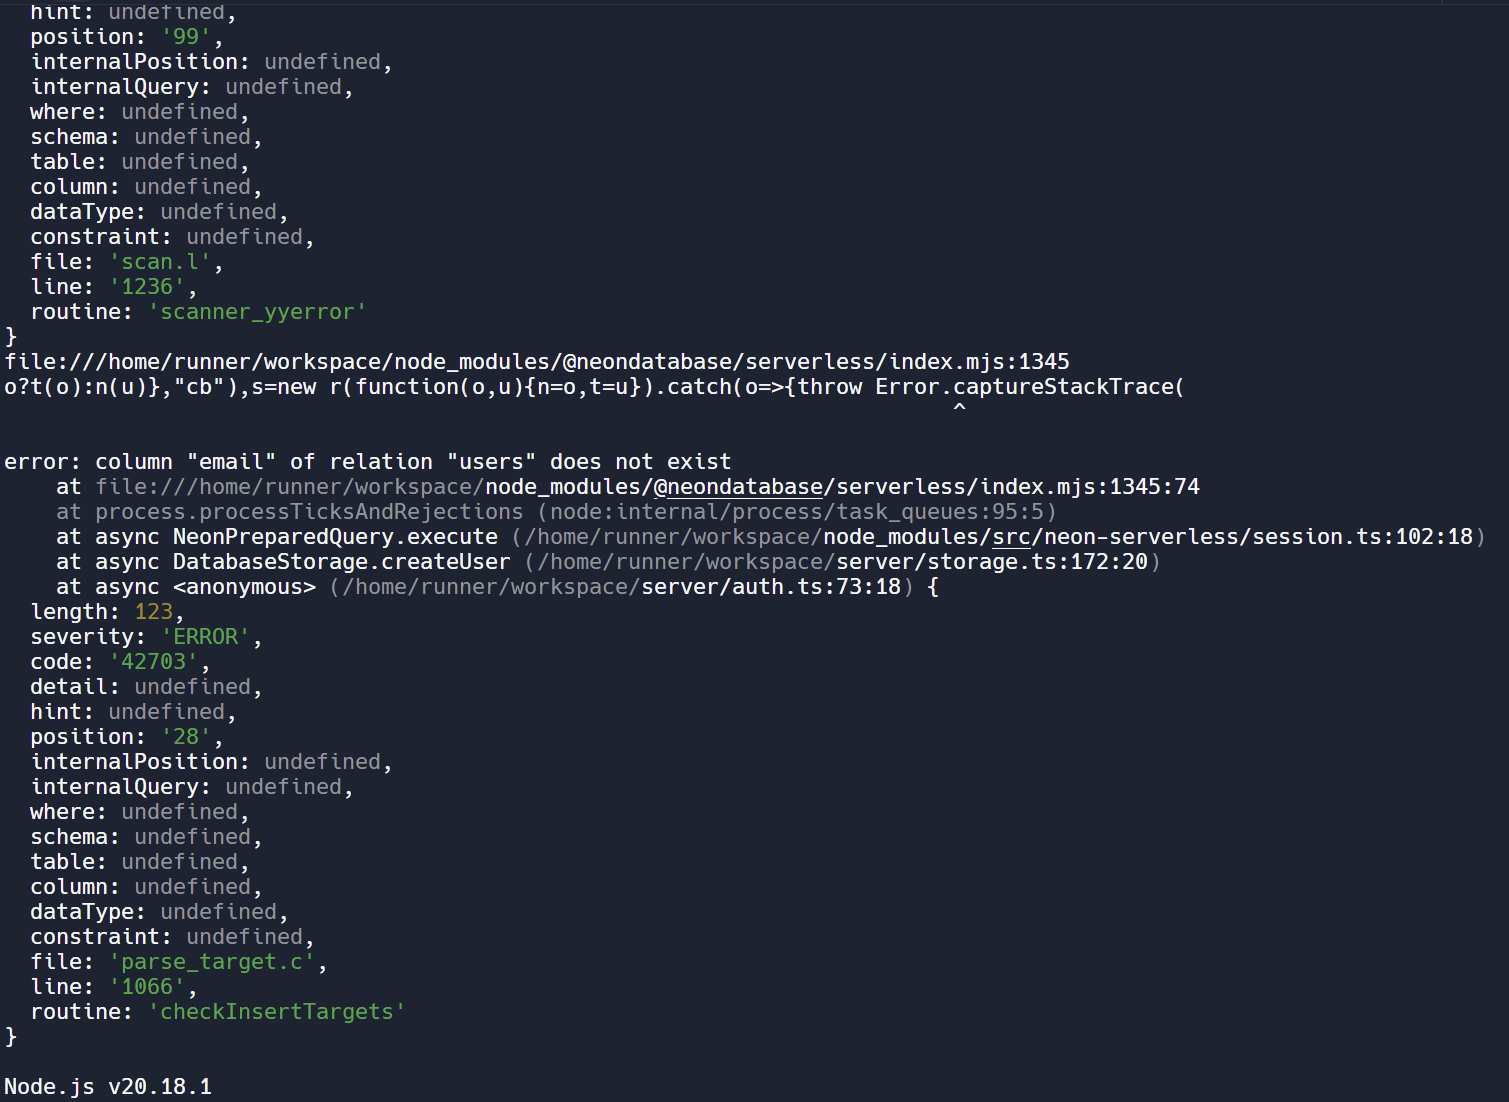 hint: undefined,
position: '99',
internalPosition: undefined,
internalQuery: undefined,
where: undefined,
schema: undefined,
table: undefined,
column: undefined,
dataType: undefined,
constraint: undefined,
file: 'scan.l',
line: '1236',
routine: 'scanner_yyerror'
}
file:///home/runner/workspace/node_modules/@neondatabase/serverless/index.mjs:1345
o?t(o):n(u)},"cb"),s=new r(function(o,u){n=o,t=u}).catch(o=>{throw Error.captureStackTrace(
^
error: column "email" of relation "users" does not exist
at file:///home/runner/workspace/node_modules/@neondatabase/serverless/index.mjs:1345:74
at process.processTicksAndRejections (node:internal/process/task_queues:95:5)
at async NeonPreparedQuery.execute (/home/runner/workspace/node_modules/src/neon-serverless/session.ts:102:18)
at async DatabaseStorage.createUser (/home/runner/workspace/server/storage.ts:172:20)
at async <anonymous> (/home/runner/workspace/server/auth.ts:73:18) {
length: 123,
severity: 'ERROR',
code: '42703',
detail: undefined,
hint: undefined,
position: '28',
internalPosition: undefined,
internalQuery: undefined,
where: undefined,
schema: undefined,
table: undefined,
column: undefined,
dataType: undefined,
constraint: undefined,
file: 'parse_target.c',
line: '1066',
routine: 'checkInsertTargets'
}
Node.js v20.18.1